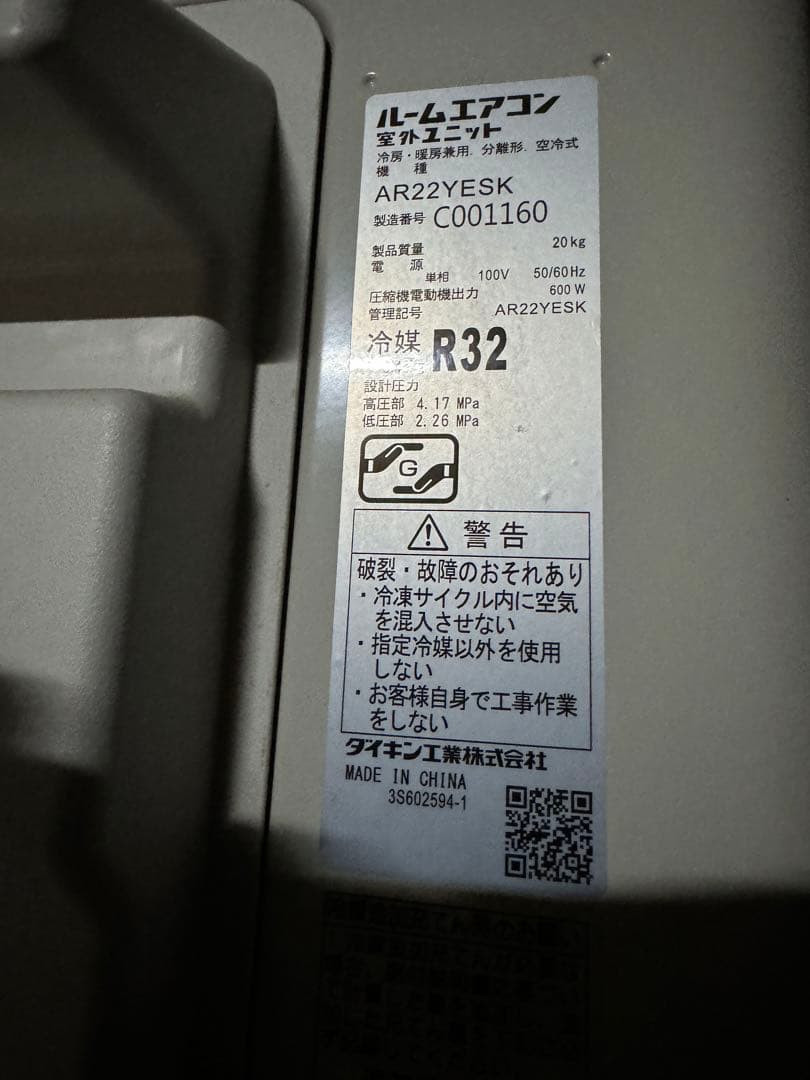 ルームエアコン
室外ユニット
冷房・暖房兼用. 分離形. 空冷式
機 種
AR22YESK
製造番号 C001160
製品質量 20kg
電 源
単相 100V 50/60Hz
圧縮機電動機出力 600 W
管理記号 AR22YESK
冷媒 R32
設計圧力
高圧部 4.17 MPa
低圧部 2.26 MPa
G
警告
破裂・故障のおそれあり
・冷凍サイクル内に空気
を混入させない
・指定冷媒以外を使用
しない
・お客様自身で工事作業
をしない
ダイキン工業株式会社
MADE IN CHINA
3S602594-1